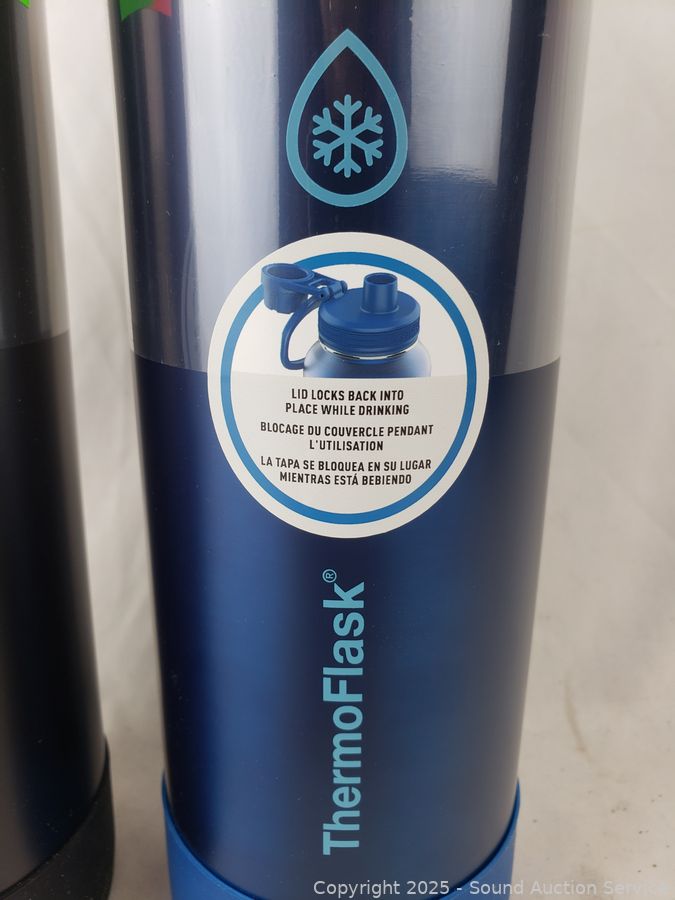 LID LOCKS BACK INTO
PLACE WHILE DRINKING
BLOCAGE DU COUVERCLE PENDANT
L'UTILISATION
LA TAPA SE BLOQUEA EN SU LUGAR
MIENTRAS ESTÁ BEBIENDO
ThermoFlask®
Copyright 2025 - Sound Auction Service